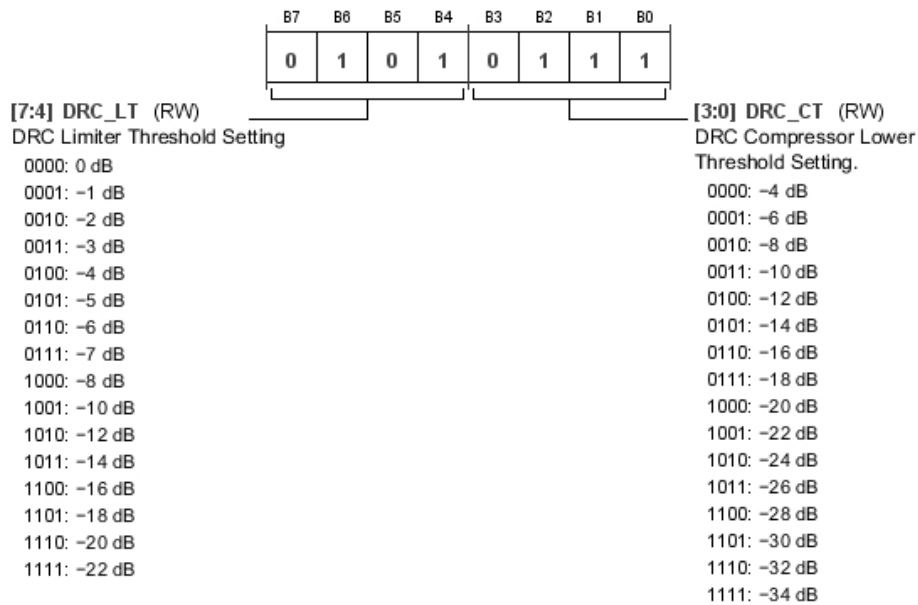 B7 B6 B5 B4 B3 B2 B1 B0
0 1 0 1 0 1 1 1
[7:4] DRC_LT (RW)
DRC Limiter Threshold Setting
0000: 0 dB
0001: −1 dB
0010: −2 dB
0011: −3 dB
0100: −4 dB
0101: −5 dB
0110: −6 dB
0111: −7 dB
1000: −8 dB
1001: −10 dB
1010: −12 dB
1011: −14 dB
1100: −16 dB
1101: −18 dB
1110: −20 dB
1111: −22 dB
[3:0] DRC_CT (RW)
DRC Compressor Lower
Threshold Setting.
0000: −4 dB
0001: −6 dB
0010: −8 dB
0011: −10 dB
0100: −12 dB
0101: −14 dB
0110: −16 dB
0111: −18 dB
1000: −20 dB
1001: −22 dB
1010: −24 dB
1011: −26 dB
1100: −28 dB
1101: −30 dB
1110: −32 dB
1111: −34 dB